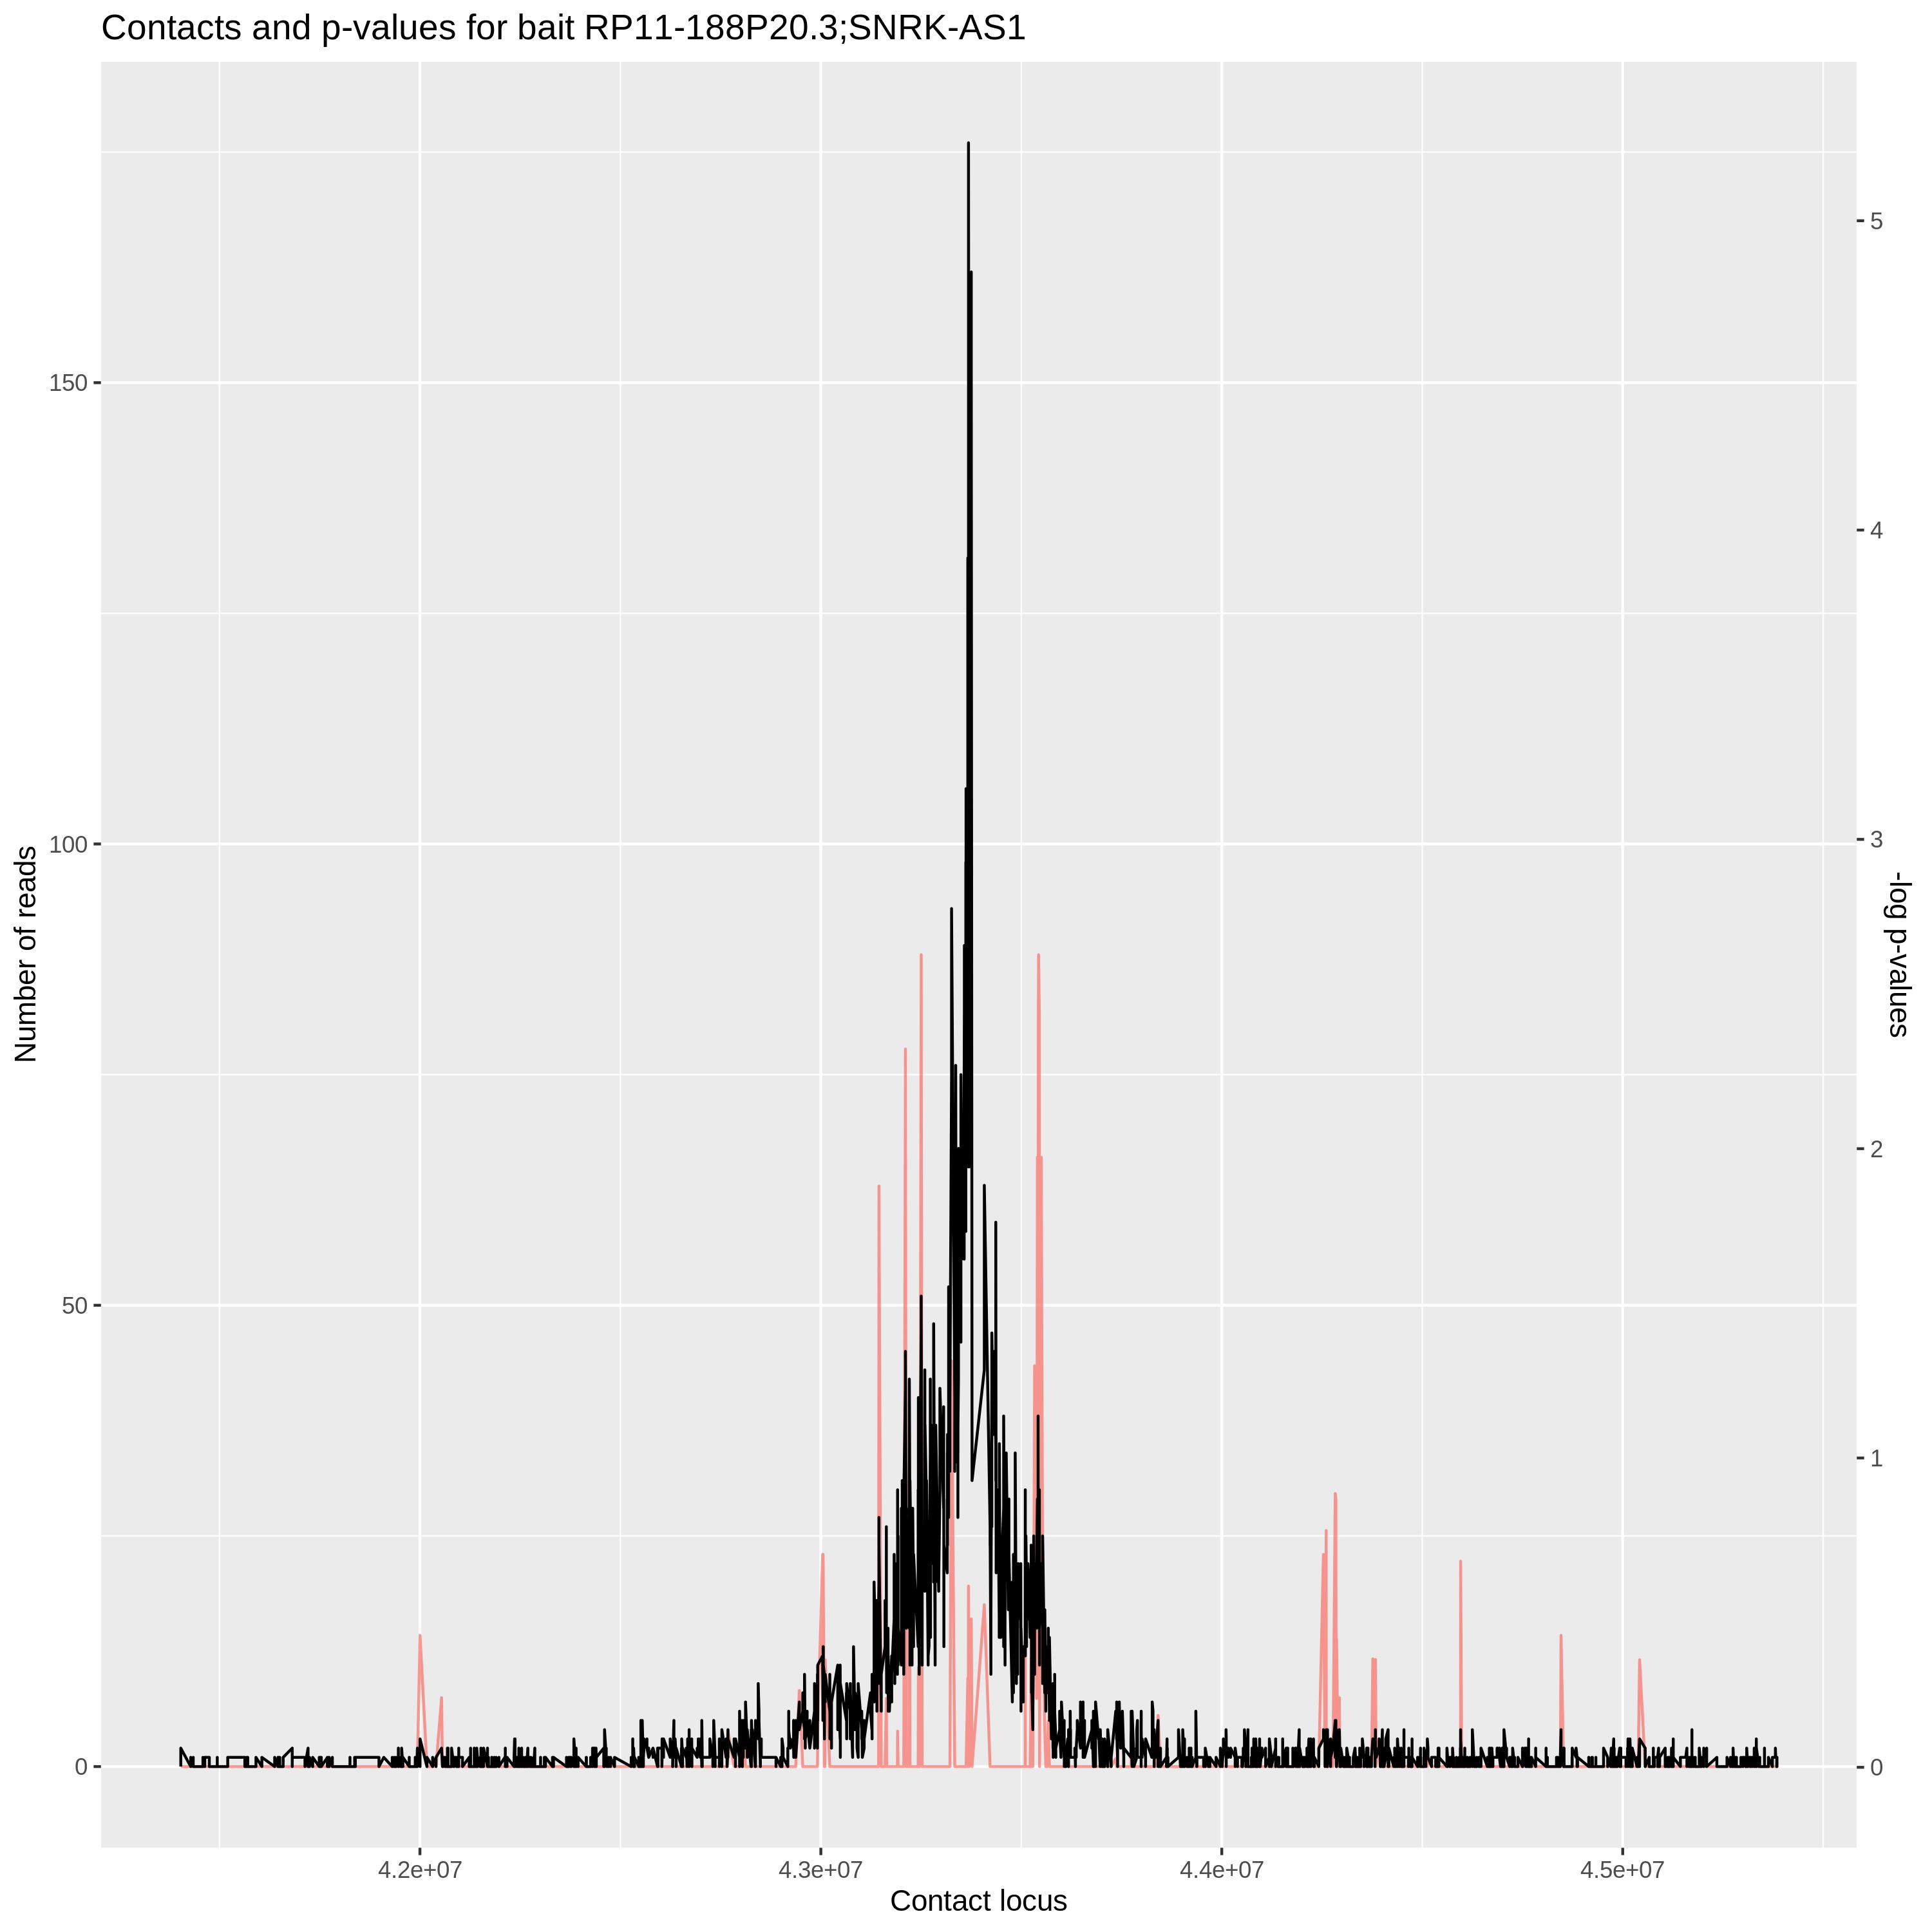 Contacts and p-values for bait RP11-188P20.3;SNRK-AS1
Number of reads
150
100
50
0
5
4
3
2
1
0
-log p-values
4.2e+07
4.3e+07
4.4e+07
4.5e+07
Contact locus